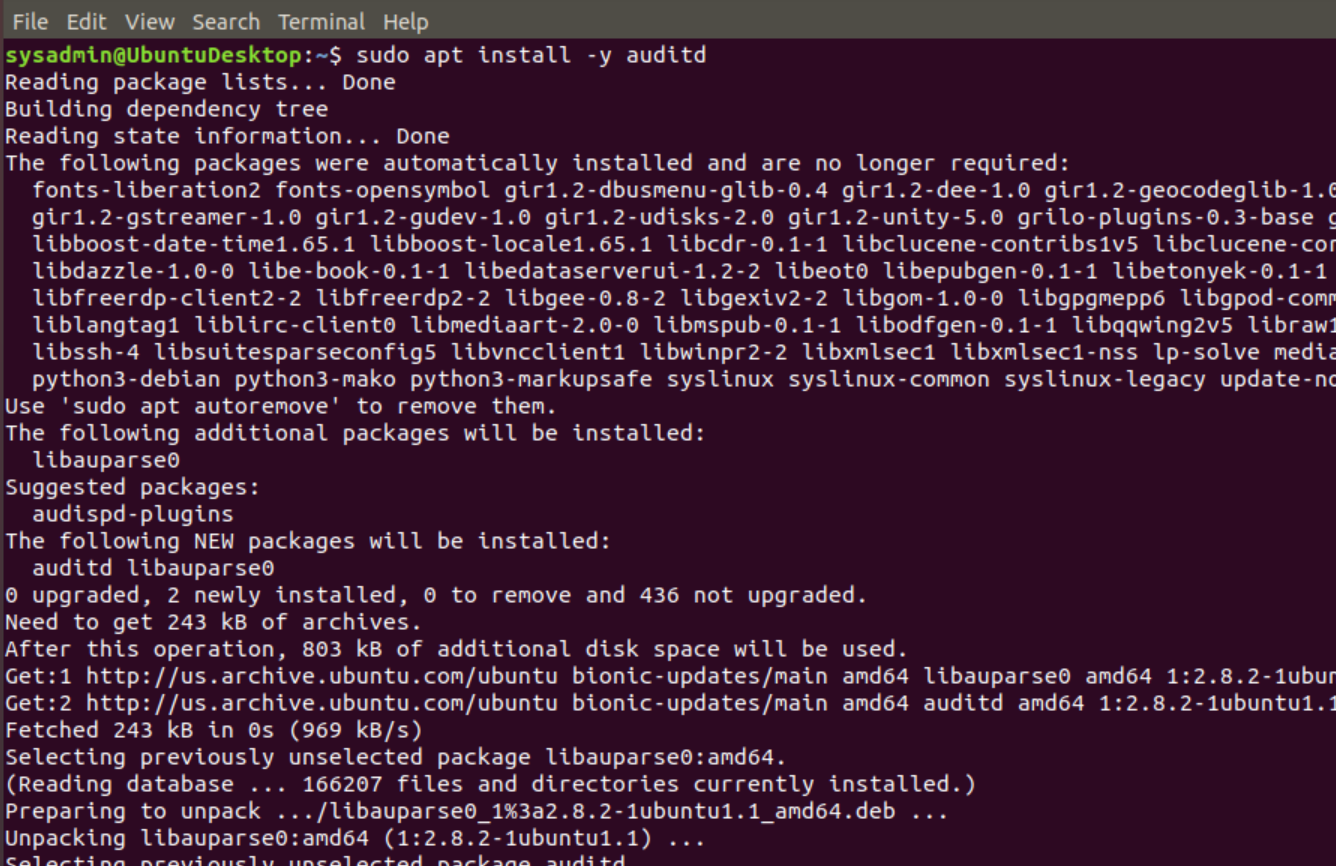 File Edit View Search Terminal Help
sysadmin@UbuntuDesktop:~$ sudo apt install -y auditd
Reading package lists... Done
Building dependency tree
Reading state information... Done
The following packages were automatically installed and are no longer required:
  fonts-liberation2 fonts-opensymbol gir1.2-dbusmenu-glib-0.4 gir1.2-dee-1.0 gir1.2-geocodeglib-1.0
  gir1.2-gstreamer-1.0 gir1.2-gudev-1.0 gir1.2-udisks-2.0 gir1.2-unity-5.0 grilo-plugins-0.3-base
  libboost-date-time1.65.1 libboost-locale1.65.1 libcdr-0.1-1 libclucene-contribs1v5 libclucene-cor
  libdazzle-1.0-0 libe-book-0.1-1 libedataserverui-1.2-2 libeot0 libepubgen-0.1-1 libetonyek-0.1-1
  libfreerdp-client2-2 libfreerdp2-2 libgee-0.8-2 libgexiv2-2 libgom-1.0-0 libgpgmepp6 libgpod-comm
  liblangtag1 liblirc-client0 libmediaart-2.0-0 libmspub-0.1-1 libodfgen-0.1-1 libqqwing2v5 libraw1
  libssh-4 libsuitesparseconfig5 libvncclient1 libwinpr2-2 libxmlsec1 libxmlsec1-nss lp-solve media
  python3-debian python3-mako python3-markupsafe syslinux syslinux-common syslinux-legacy update-no
Use 'sudo apt autoremove' to remove them.
The following additional packages will be installed:
  libauparse0
Suggested packages:
  audispd-plugins
The following NEW packages will be installed:
  auditd libauparse0
0 upgraded, 2 newly installed, 0 to remove and 436 not upgraded.
Need to get 243 kB of archives.
After this operation, 803 kB of additional disk space will be used.
Get:1 http://us.archive.ubuntu.com/ubuntu bionic-updates/main amd64 libauparse0 amd64 1:2.8.2-1ubun
Get:2 http://us.archive.ubuntu.com/ubuntu bionic-updates/main amd64 auditd amd64 1:2.8.2-1ubuntu1.1
Fetched 243 kB in 0s (969 kB/s)
Selecting previously unselected package libauparse0:amd64.
(Reading database ... 166207 files and directories currently installed.)
Preparing to unpack .../libauparse0_1%3a2.8.2-1ubuntu1.1_amd64.deb ...
Unpacking libauparse0:amd64 (1:2.8.2-1ubuntu1.1) ...
Selecting previously unselected package auditd.